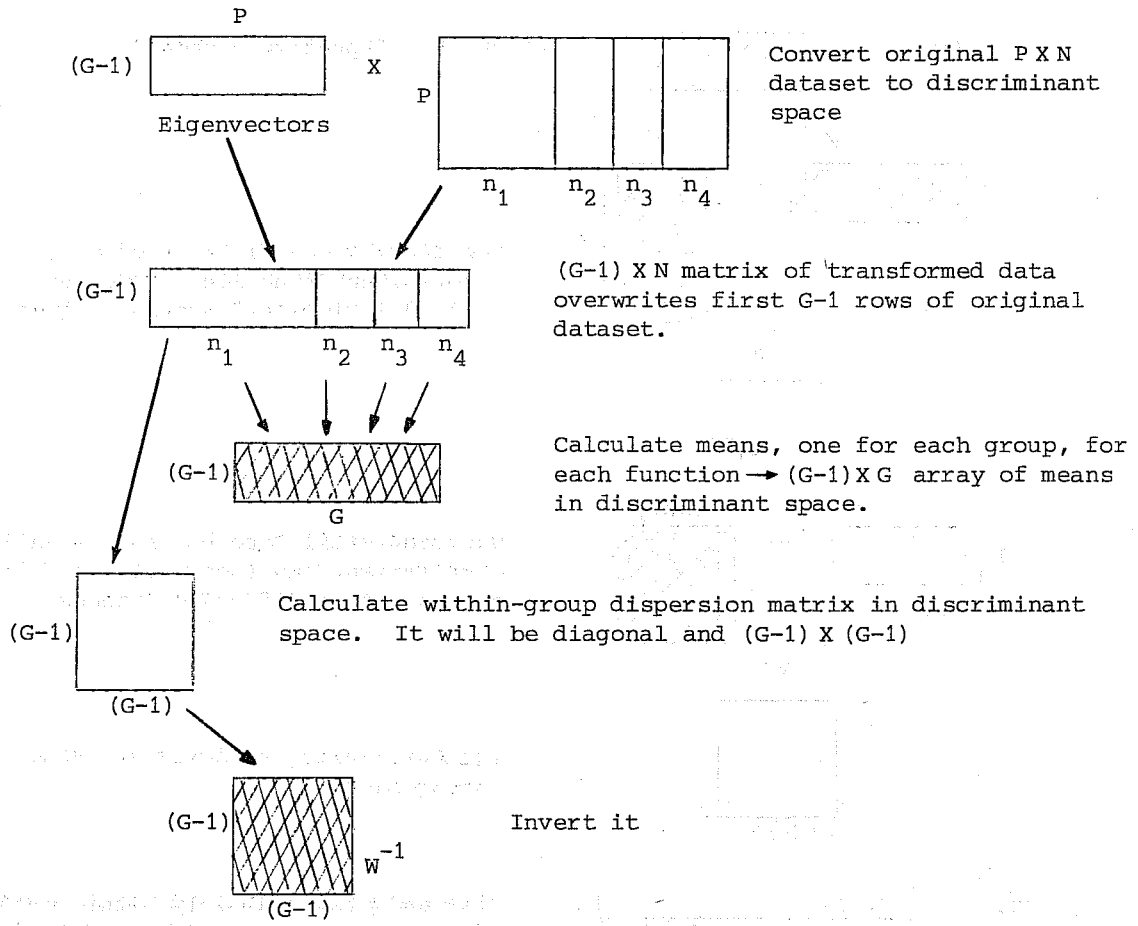 P
(G-1)
X
Eigenvectors
P
n1 n2 n3 n4
Convert original P X N
dataset to discriminant
space
(G-1)
n1 n2 n3 n4
(G-1) X N matrix of transformed data
overwrites first G-1 rows of original
dataset.
(G-1)
G
Calculate means, one for each group, for
each function → (G-1) X G array of means
in discriminant space.
(G-1)
(G-1)
Calculate within-group dispersion matrix in discriminant
space. It will be diagonal and (G-1) X (G-1)
(G-1)
W-1
(G-1)
Invert it